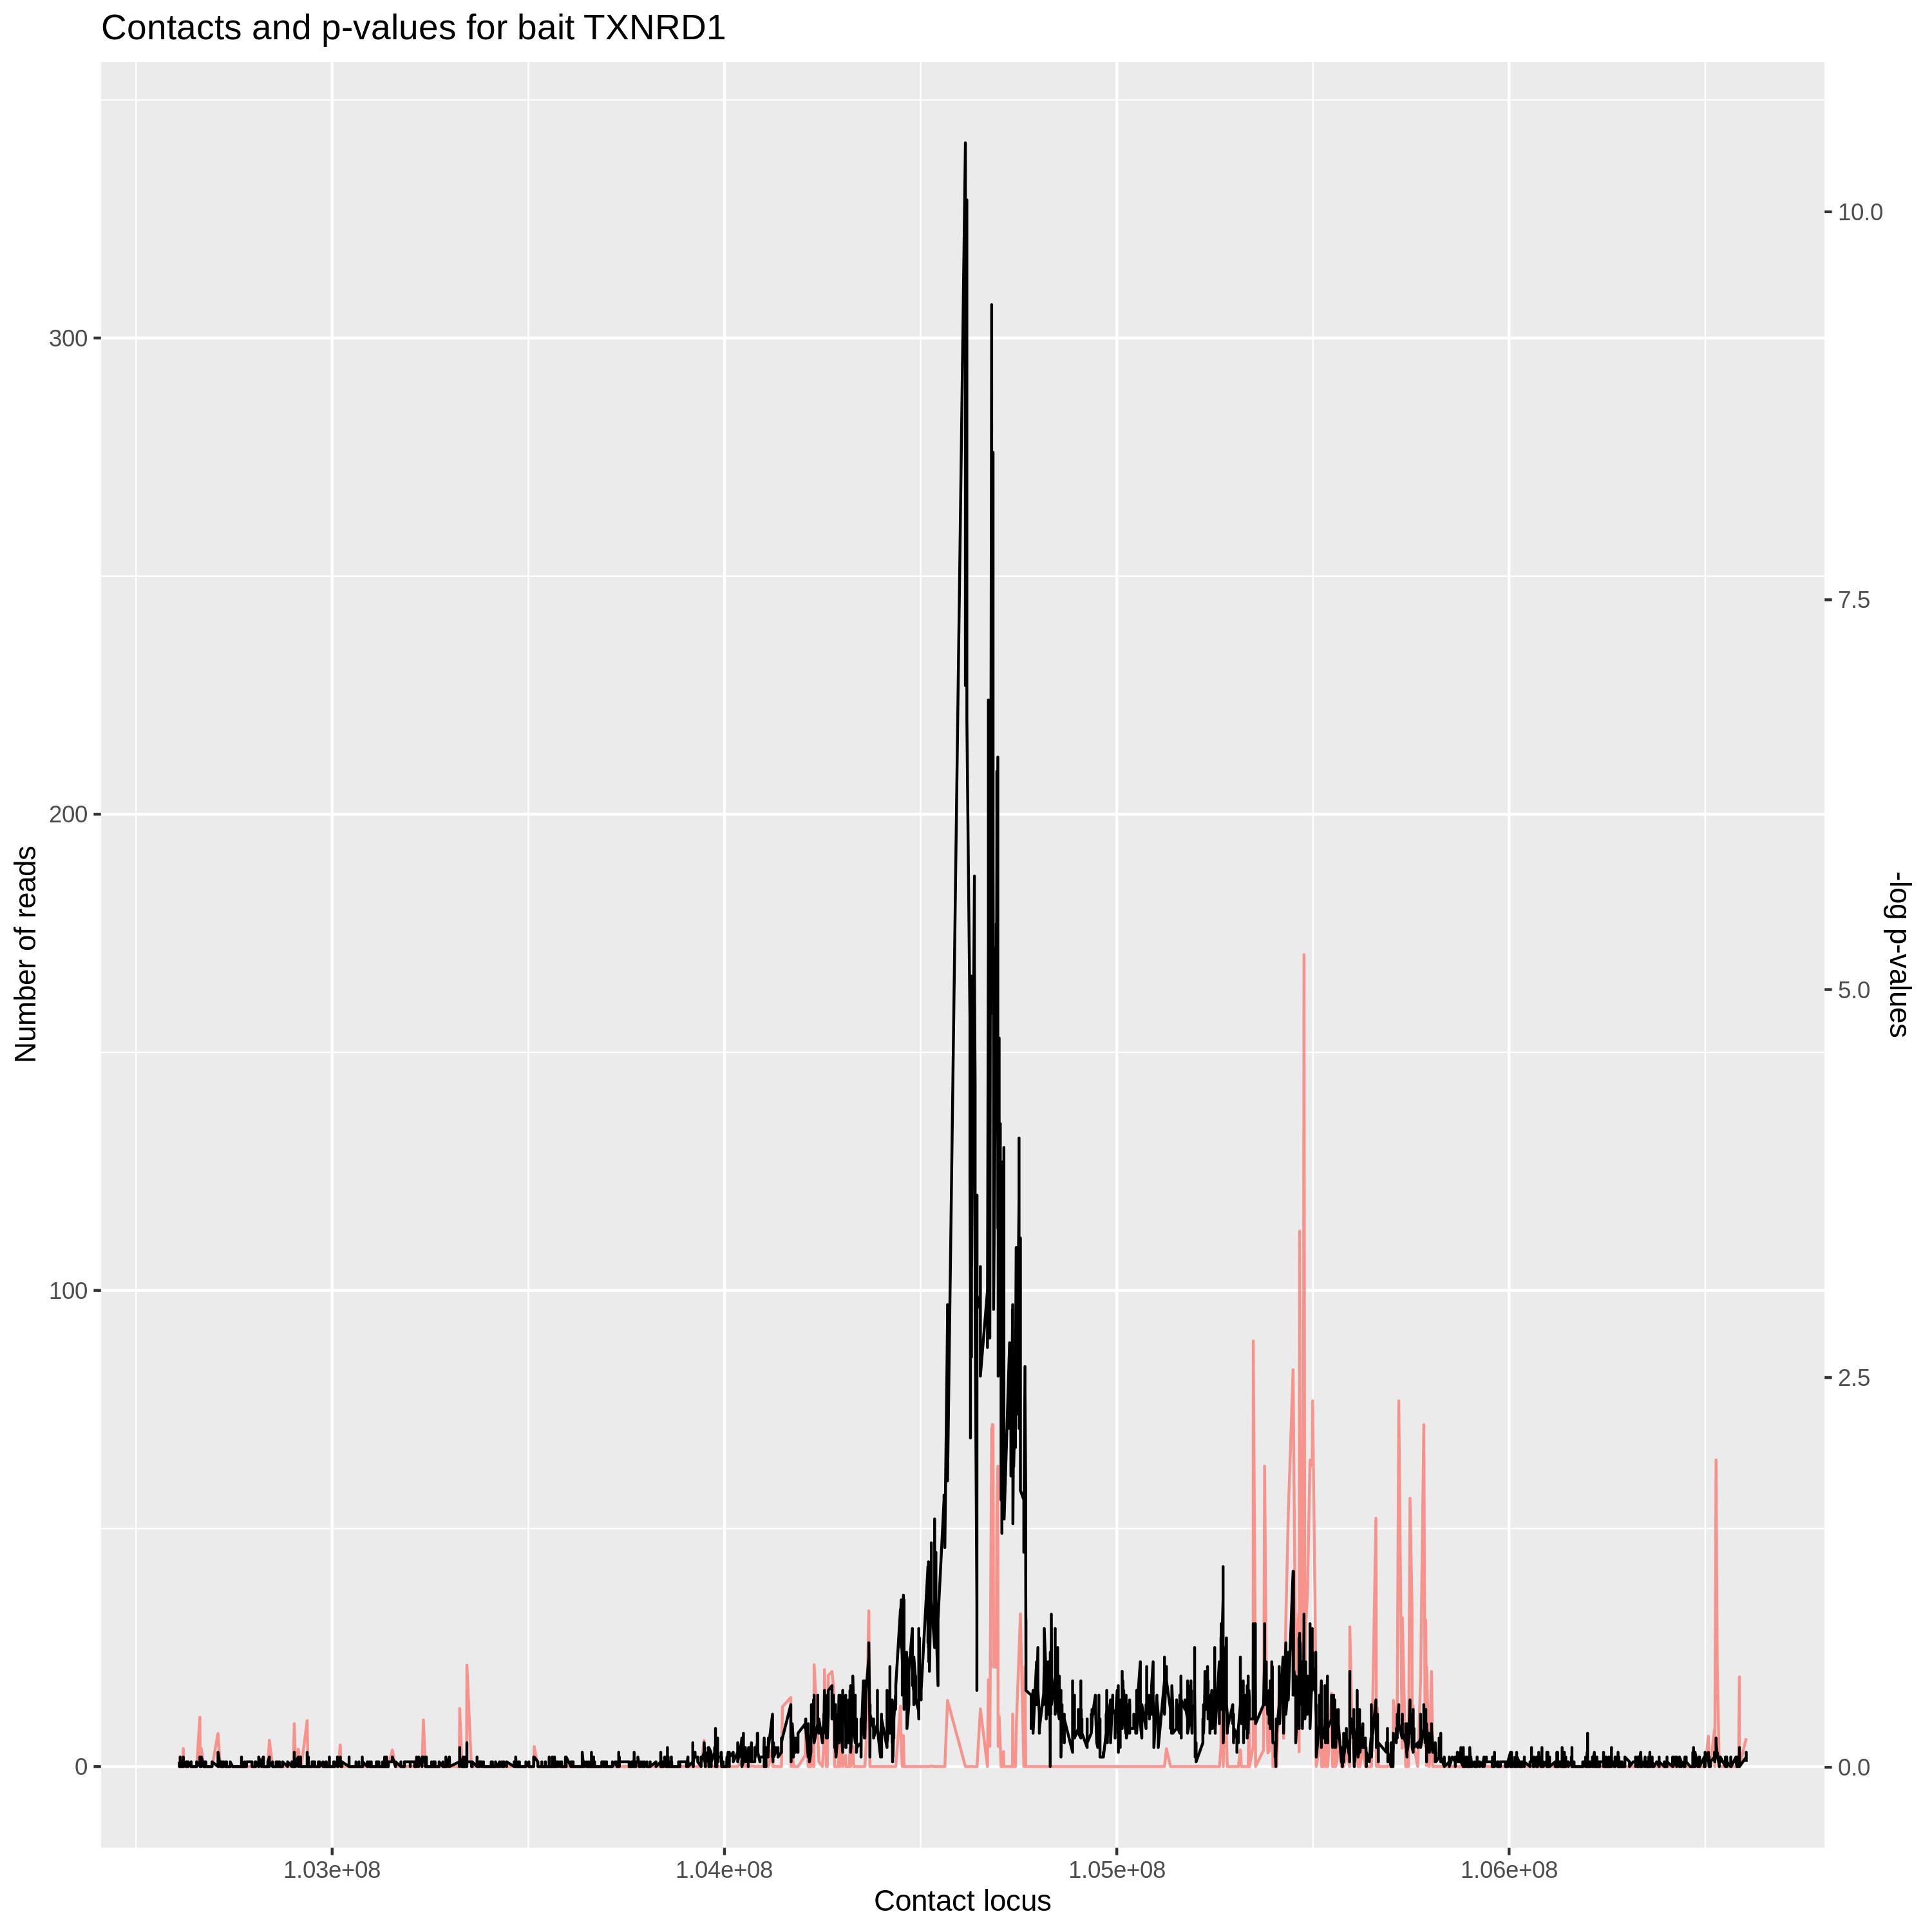 Contacts and p-values for bait TXNRD1
Number of reads
300
200
100
0
10.0
7.5
5.0
2.5
0.0
-log p-values
1.03e+08
1.04e+08
1.05e+08
1.06e+08
Contact locus